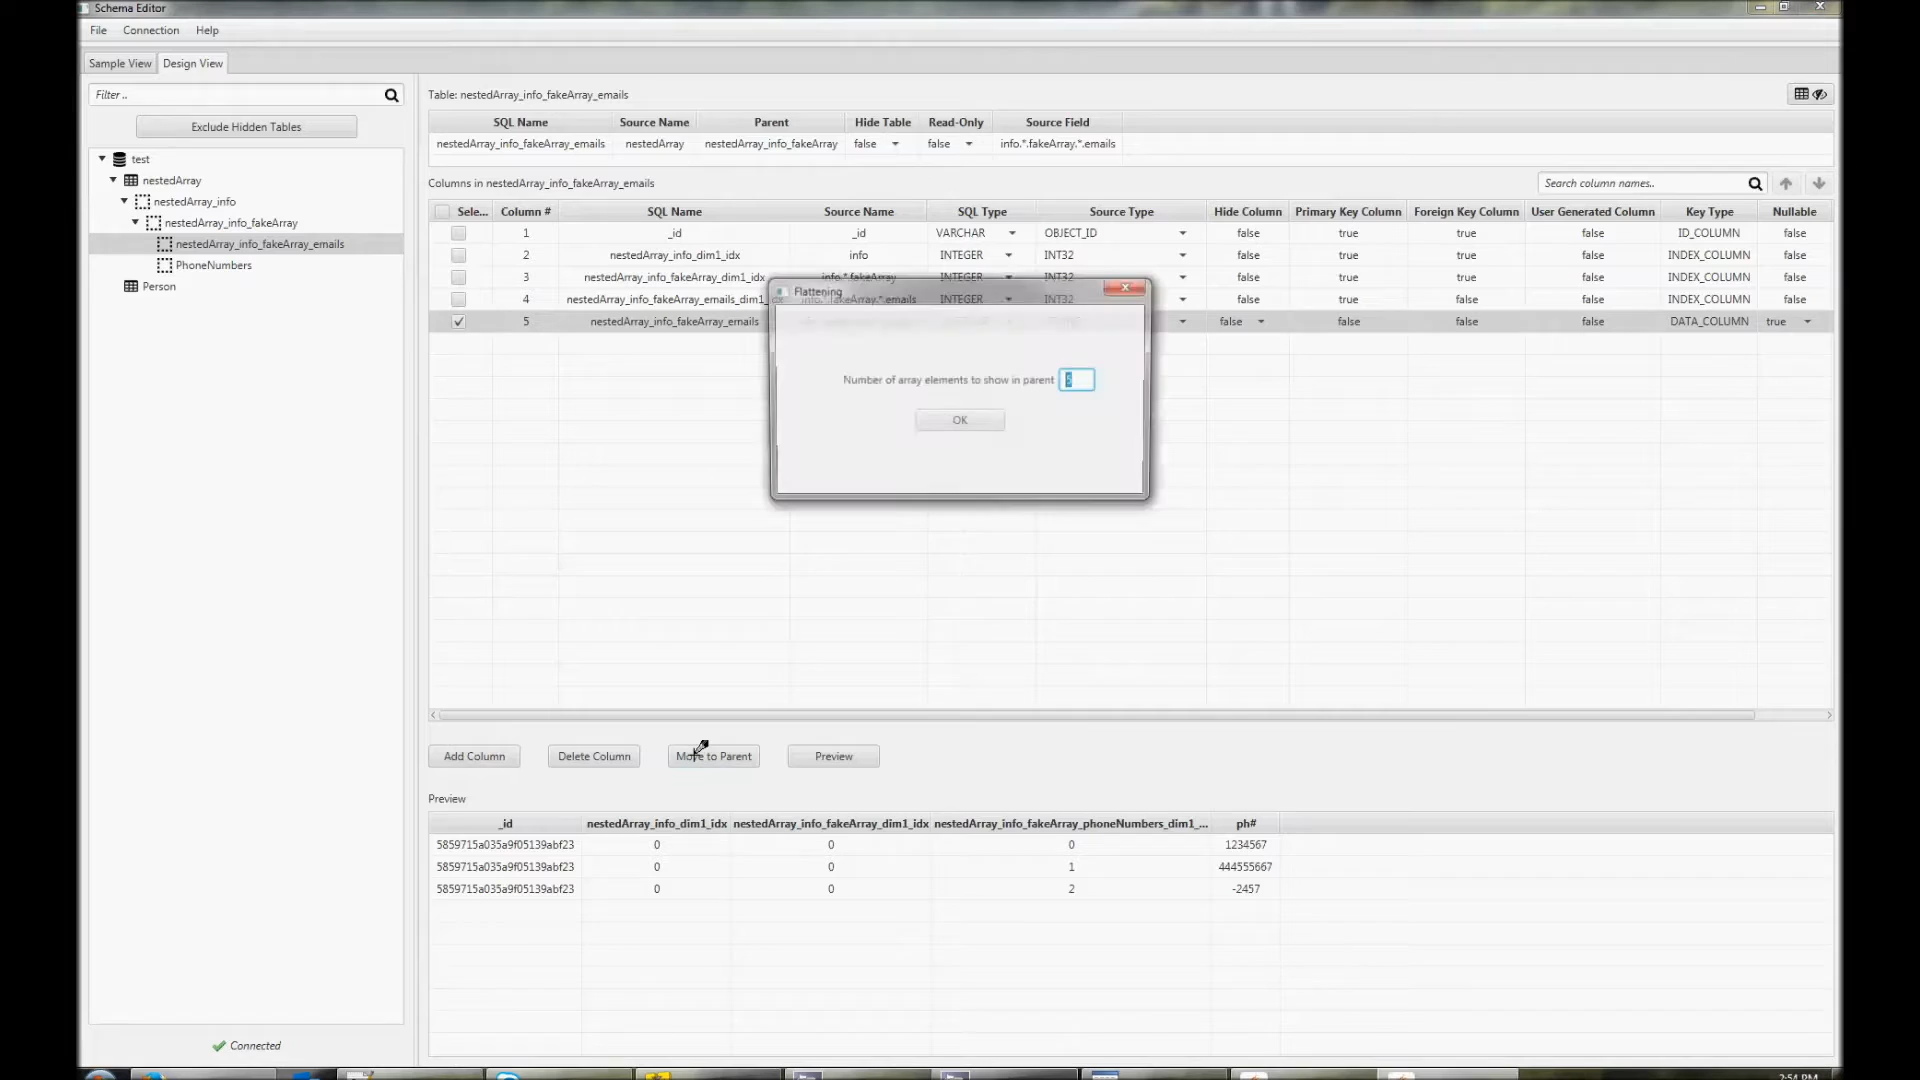 Schema Editor
File Connection Help
Sample View Design View
Filter ..
Exclude Hidden Tables
test
nestedArray
nestedArray_info
nestedArray_info_fakeArray
nestedArray_info_fakeArray_emails
PhoneNumbers
Person
Connected
Table: nestedArray_info_fakeArray_emails
SQL Name Source Name Parent Hide Table Read-Only Source Field
nestedArray_info_fakeArray_emails nestedArray nestedArray_info_fakeArray false false info.*.fakeArray.*.emails
Columns in nestedArray_info_fakeArray_emails
Search column names..
Sele... Column # SQL Name Source Name SQL Type Source Type Hide Column Primary Key Column Foreign Key Column User Generated Column Key Type Nullable
1 _id _id VARCHAR OBJECT_ID false true true false ID_COLUMN false
2 nestedArray_info_dim1_idx info INTEGER INT32 false true true false INDEX_COLUMN false
3 nestedArray_info_fakeArray_dim1_idx info.*.fakeArray INTEGER INT32 false true true false INDEX_COLUMN false
4 nestedArray_info_fakeArray_emails_dim1_ fakeArray.*.emails INTEGER INT32 false true false false INDEX_COLUMN false
5 nestedArray_info_fakeArray_emails false false false false DATA_COLUMN true
Flattening
Number of array elements to show in parent
OK
Add Column Delete Column Move to Parent Preview
Preview
_id nestedArray_info_dim1_idx nestedArray_info_fakeArray_dim1_idx nestedArray_info_fakeArray_phoneNumbers_dim1_... ph#
5859715a035a9f05139abf23 0 0 0 1234567
5859715a035a9f05139abf23 0 0 1 444555667
5859715a035a9f05139abf23 0 0 2 -2457
2:54 PM